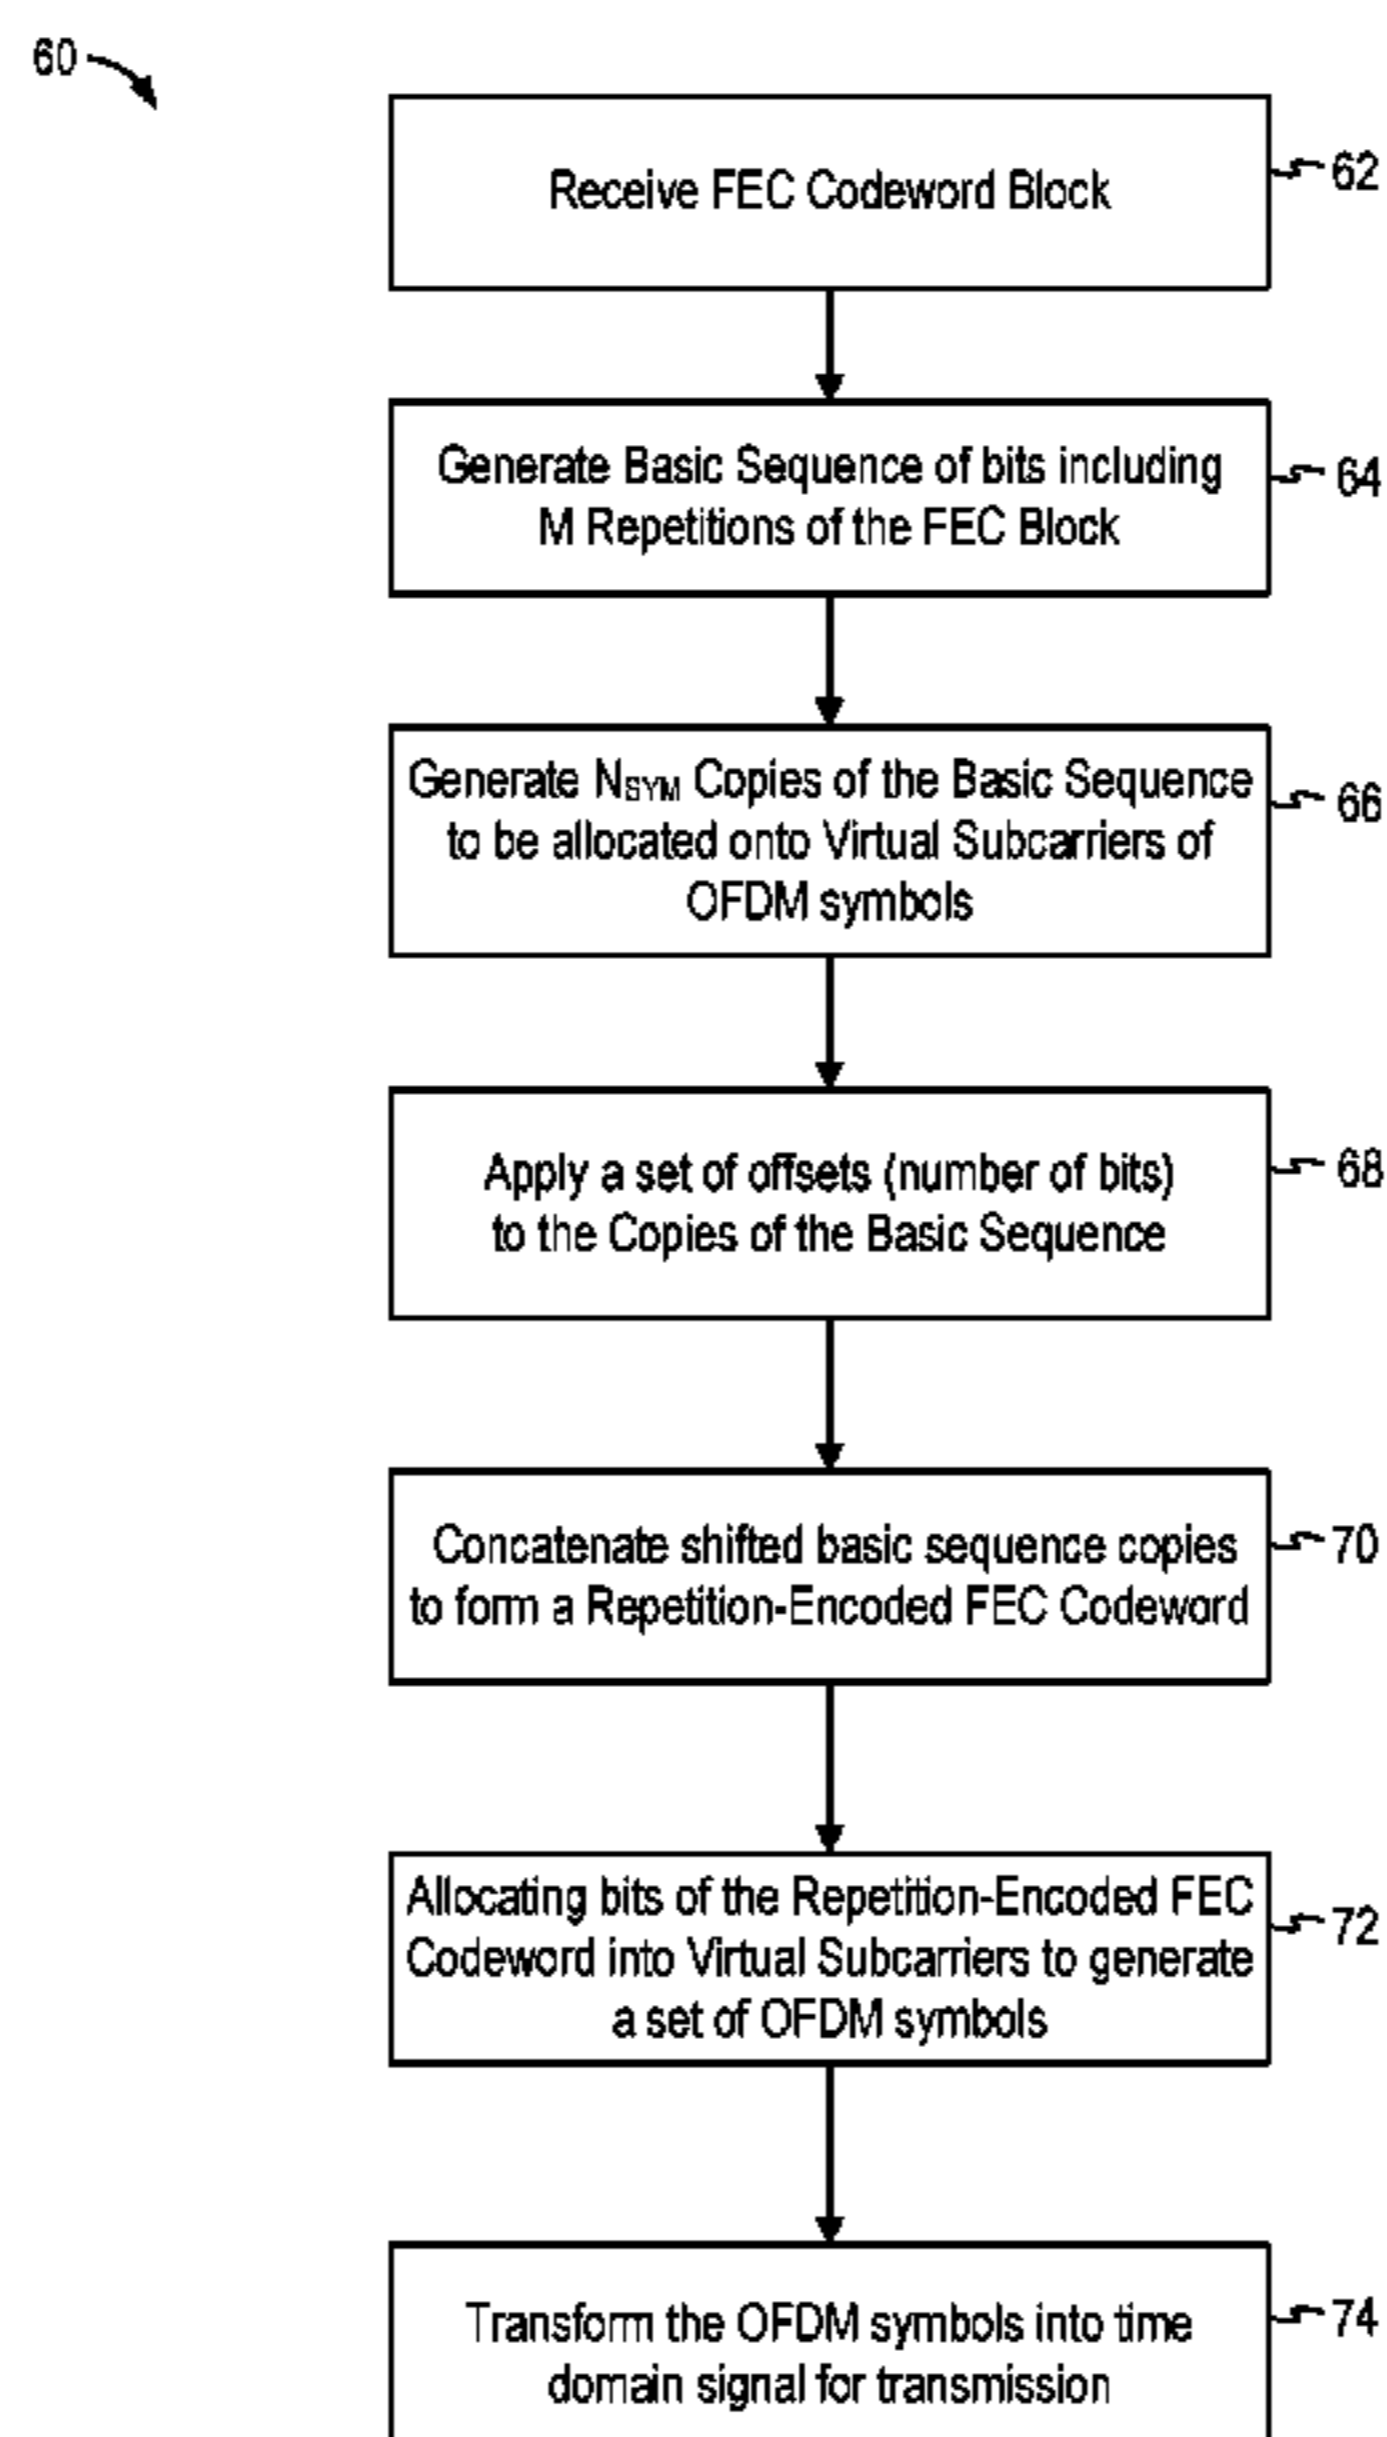 60
Receive FEC Codeword Block
62
Generate Basic Sequence of bits including
M Repetitions of the FEC Block
64
Generate NSYM Copies of the Basic Sequence
to be allocated onto Virtual Subcarriers of
OFDM symbols
66
Apply a set of offsets (number of bits)
to the Copies of the Basic Sequence
68
Concatenate shifted basic sequence copies
to form a Repetition-Encoded FEC Codeword
70
Allocating bits of the Repetition-Encoded FEC
Codeword into Virtual Subcarriers to generate
a set of OFDM symbols
72
Transform the OFDM symbols into time
domain signal for transmission
74